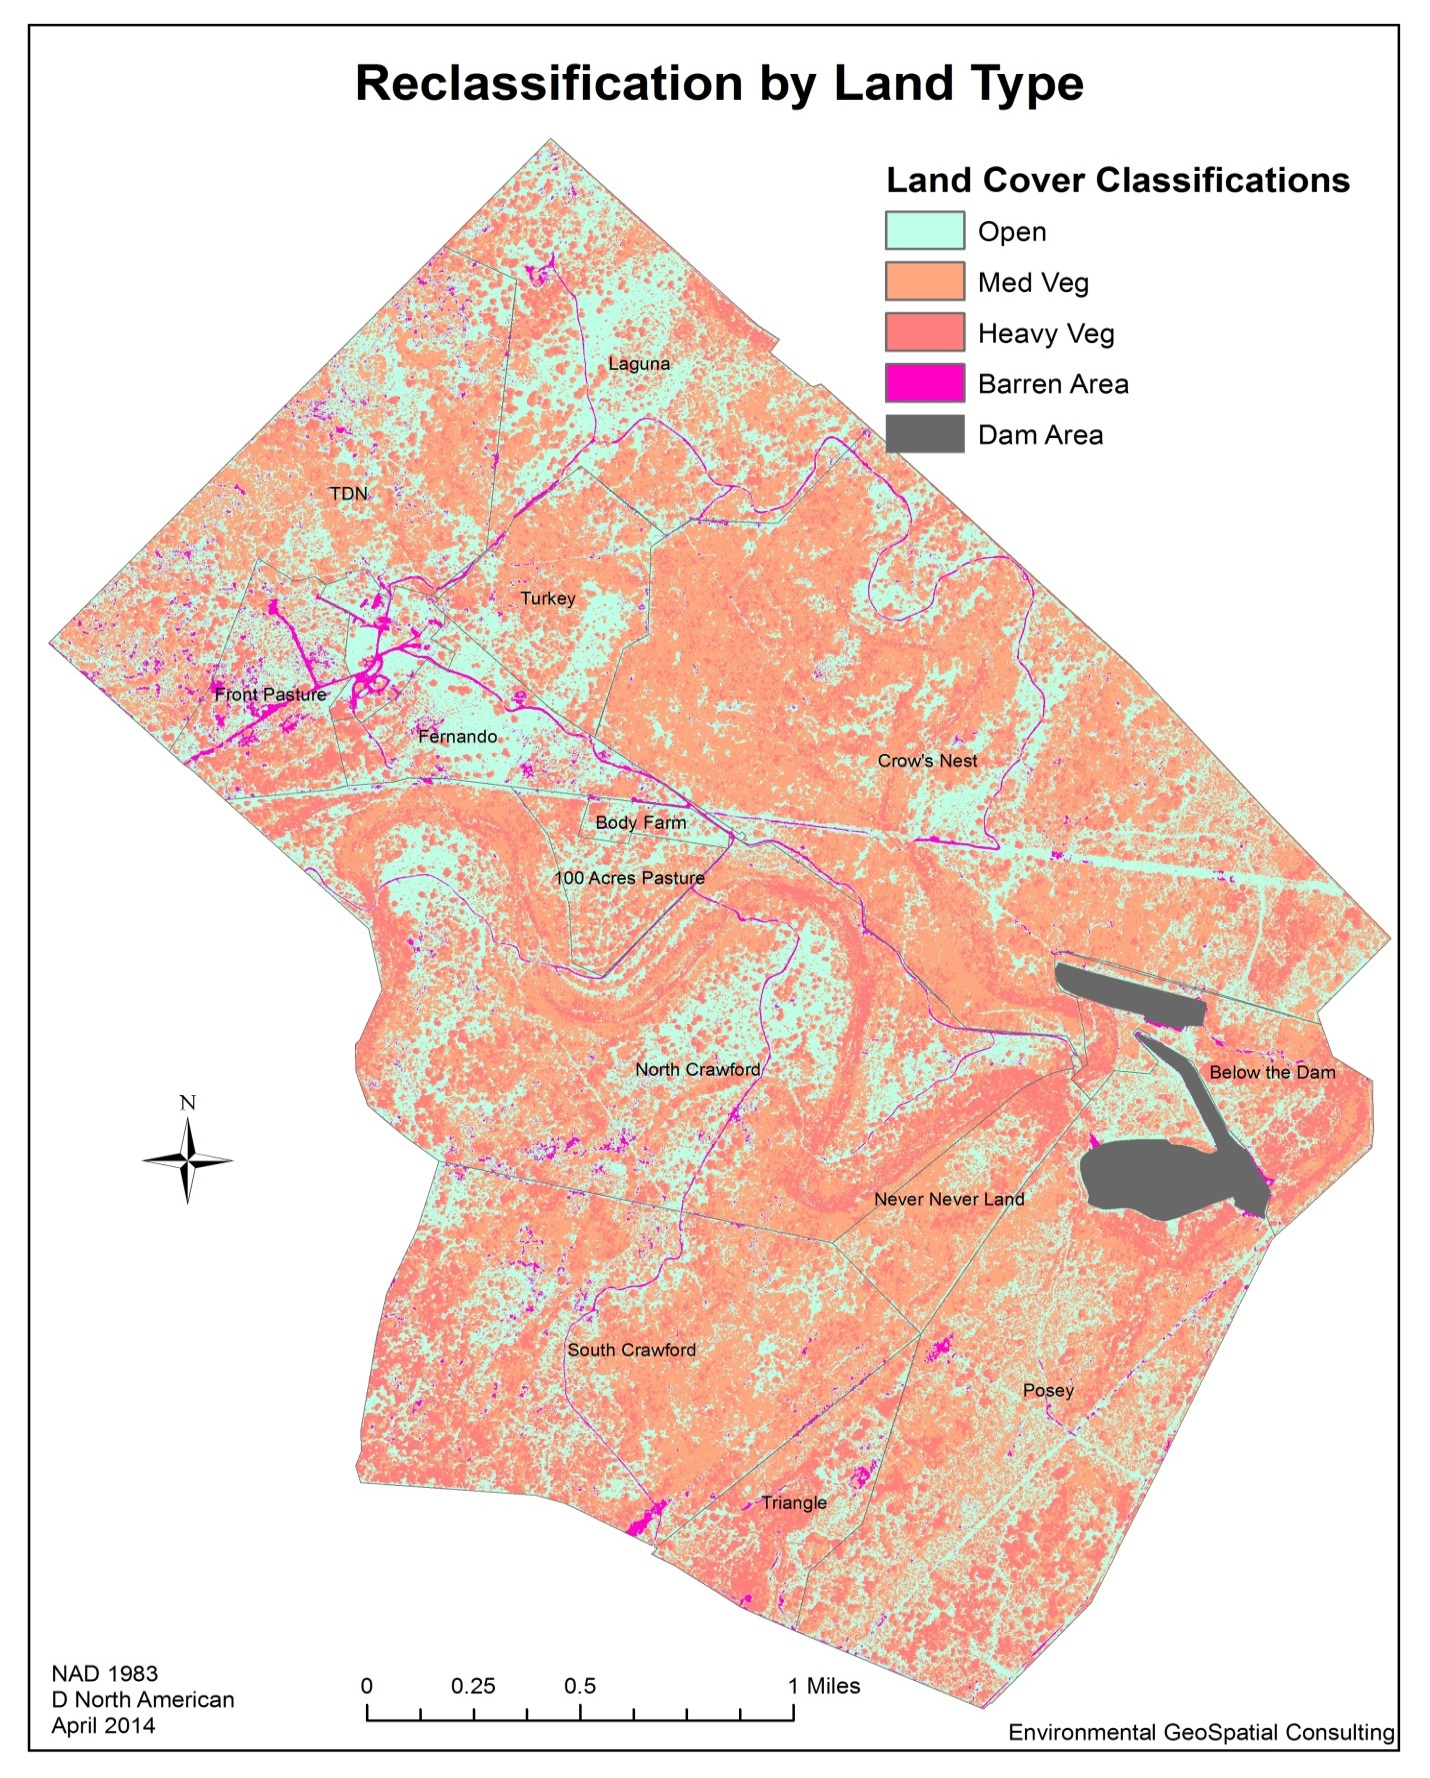 Reclassification by Land Type
Land Cover Classifications
Open
Med Veg
Heavy Veg
Barren Area
Dam Area
Laguna
TDN
Turkey
Front Pasture
Fernando
Crow's Nest
Body Farm
100 Acres Pasture
North Crawford
Below the Dam
N
Never Never Land
South Crawford
Posey
Triangle
NAD 1983
D North American
April 2014
0 0.25 0.5 1 Miles
Environmental GeoSpatial Consulting